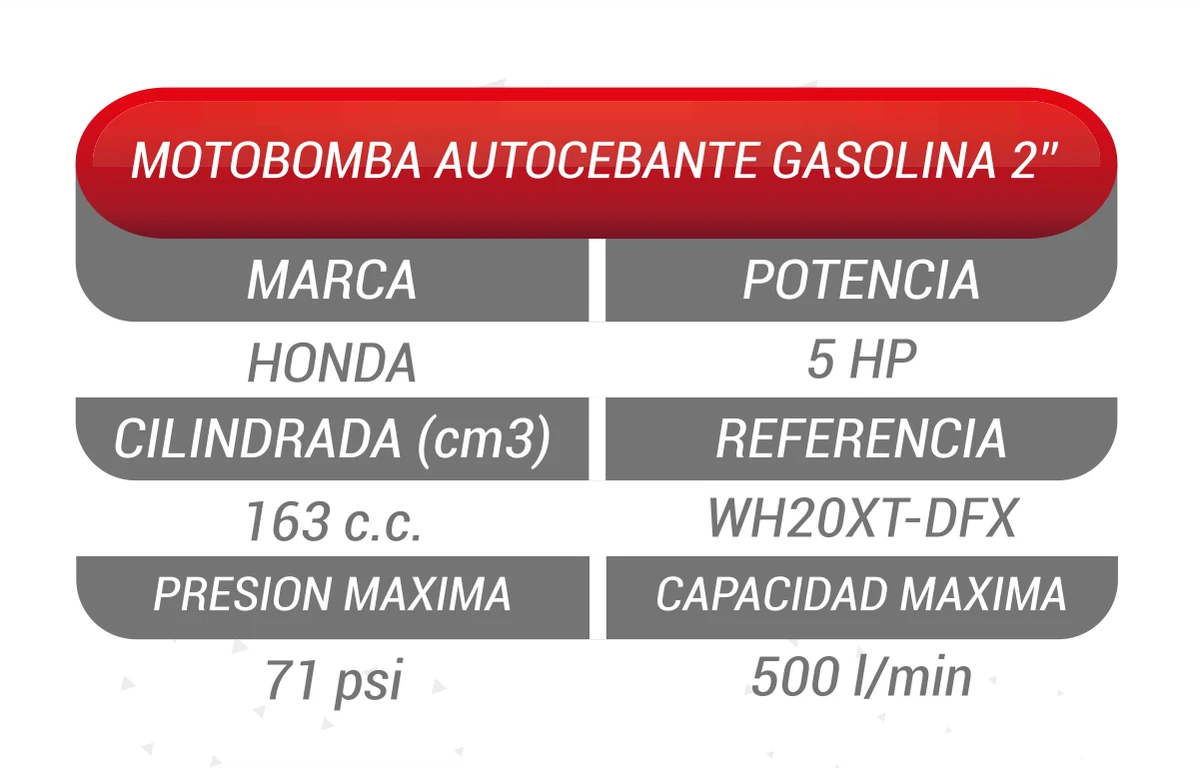 MOTOBOMBA AUTOCEBANTE GASOLINA 2"
MARCA POTENCIA
HONDA 5 HP
CILINDRADA (cm3) REFERENCIA
163 c.c. WH20XT-DFX
PRESION MAXIMA CAPACIDAD MAXIMA
71 psi 500 l/min